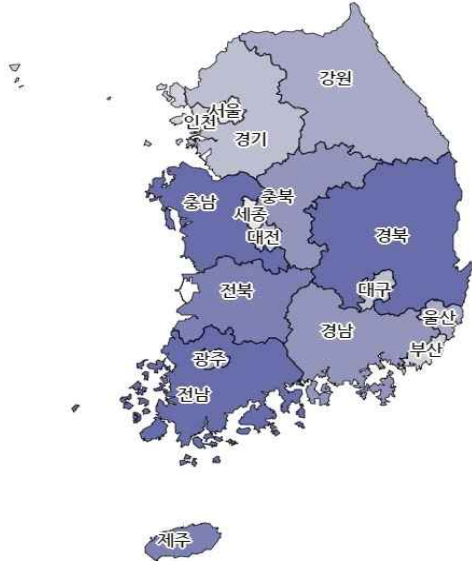 강원
서울
인천
경기
충남
충북
세종
대전
경북
전북
대구
울산
경남
부산
광주
전남
제주